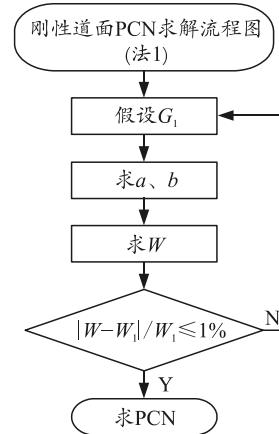 刚性道面PCN求解流程图
(法1)
假设G₁
求a、b
求W
|W−W₁|/W₁≤1%
N
Y
求PCN